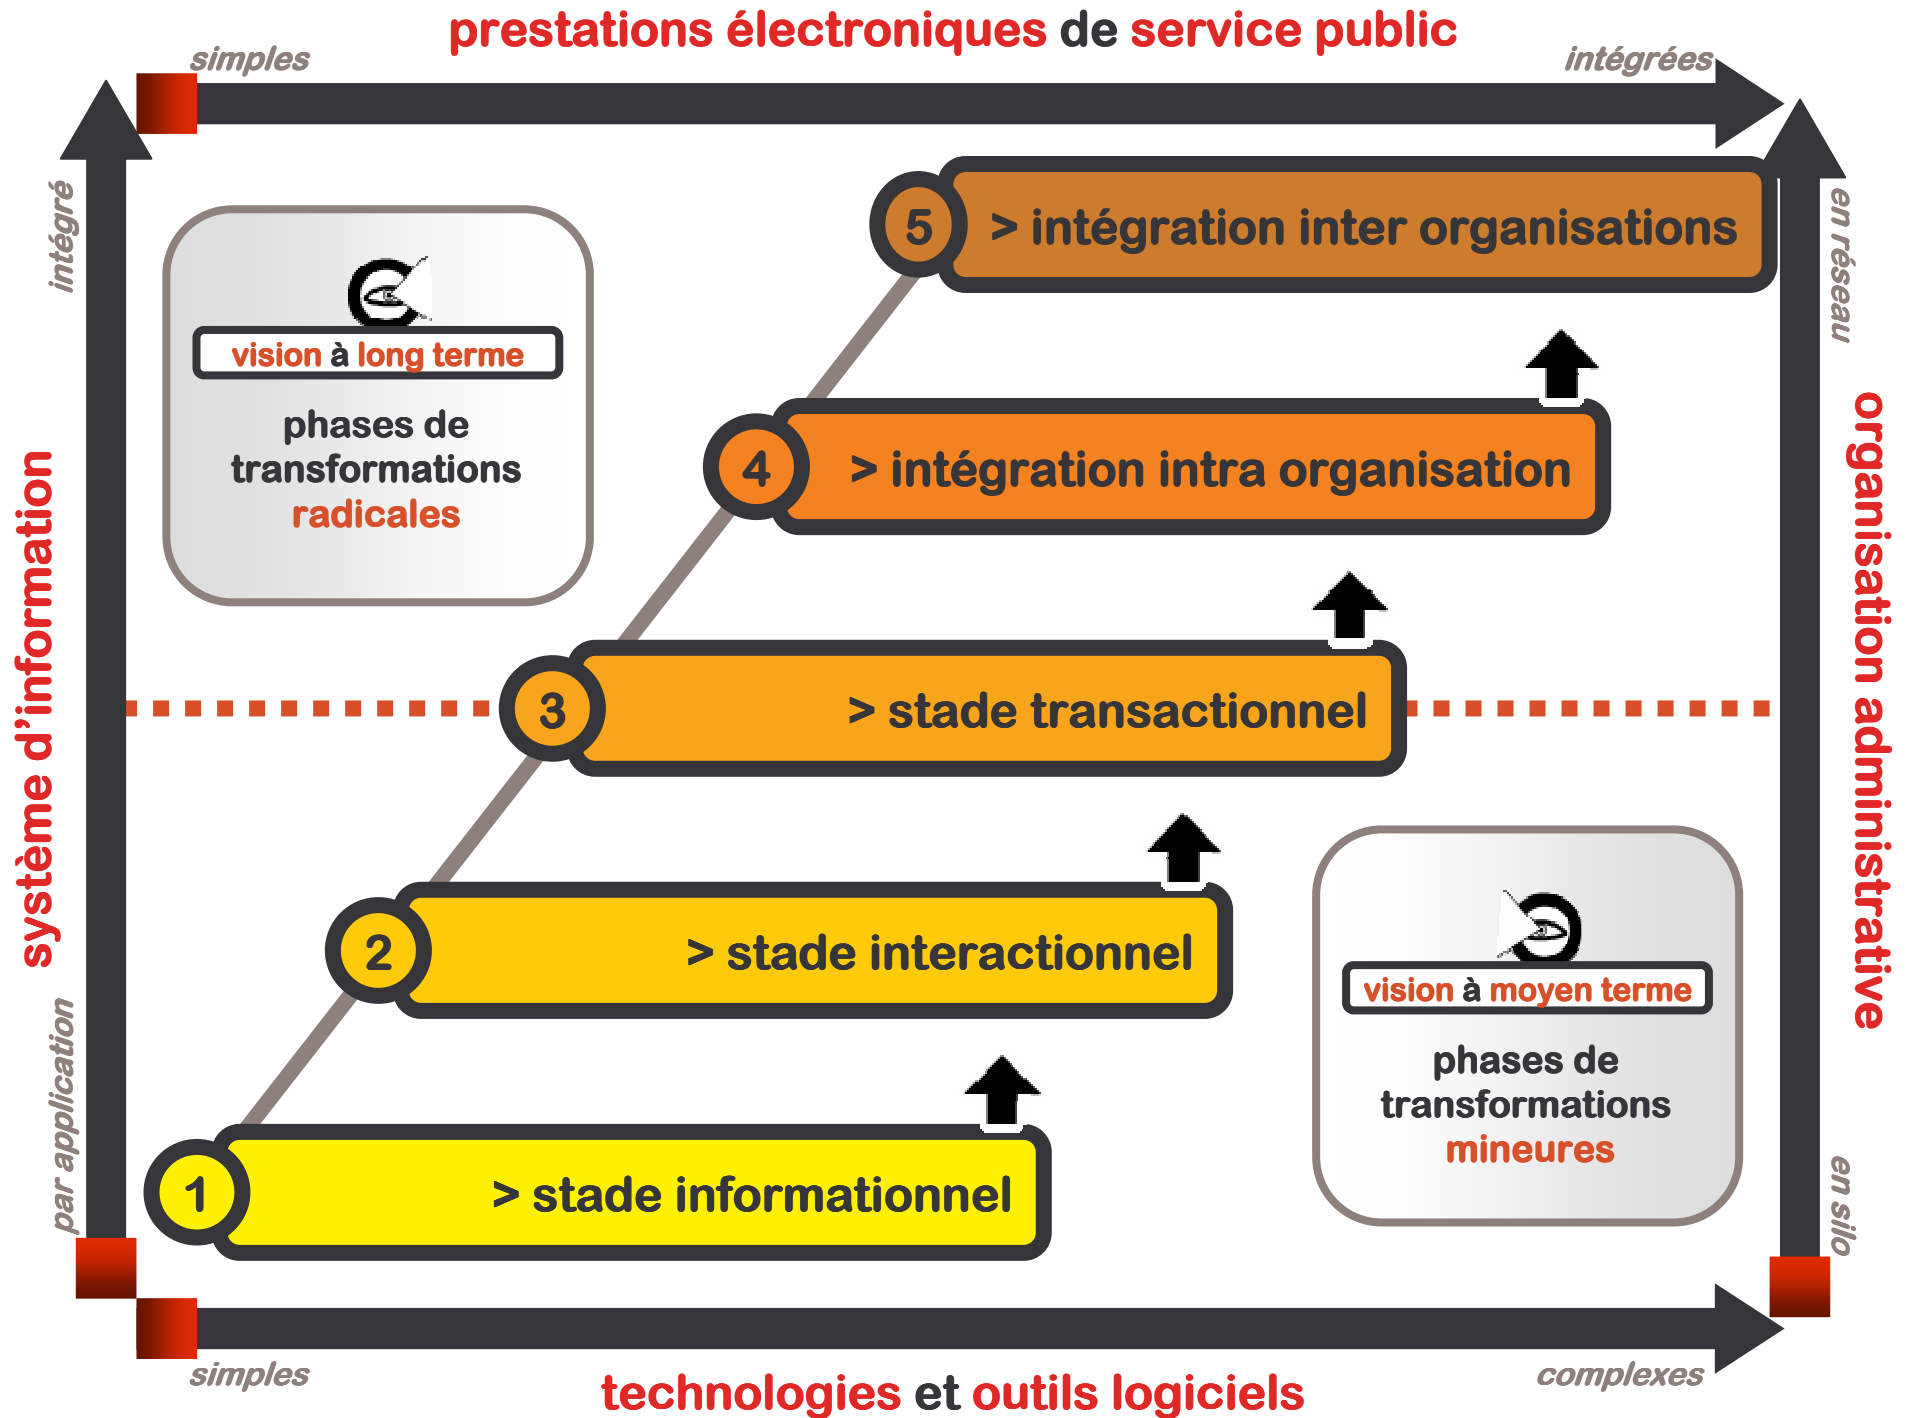 prestations électroniques de service public
simples
intégrées
intégré
en réseau
5
> intégration inter organisations
vision à long terme
phases de
transformations
radicales
4
> intégration intra organisation
système d'information
organisation administrative
3
> stade transactionnel
2
> stade interactionnel
vision à moyen terme
phases de
transformations
mineures
par application
en silo
1
> stade informationnel
simples
complexes
technologies et outils logiciels